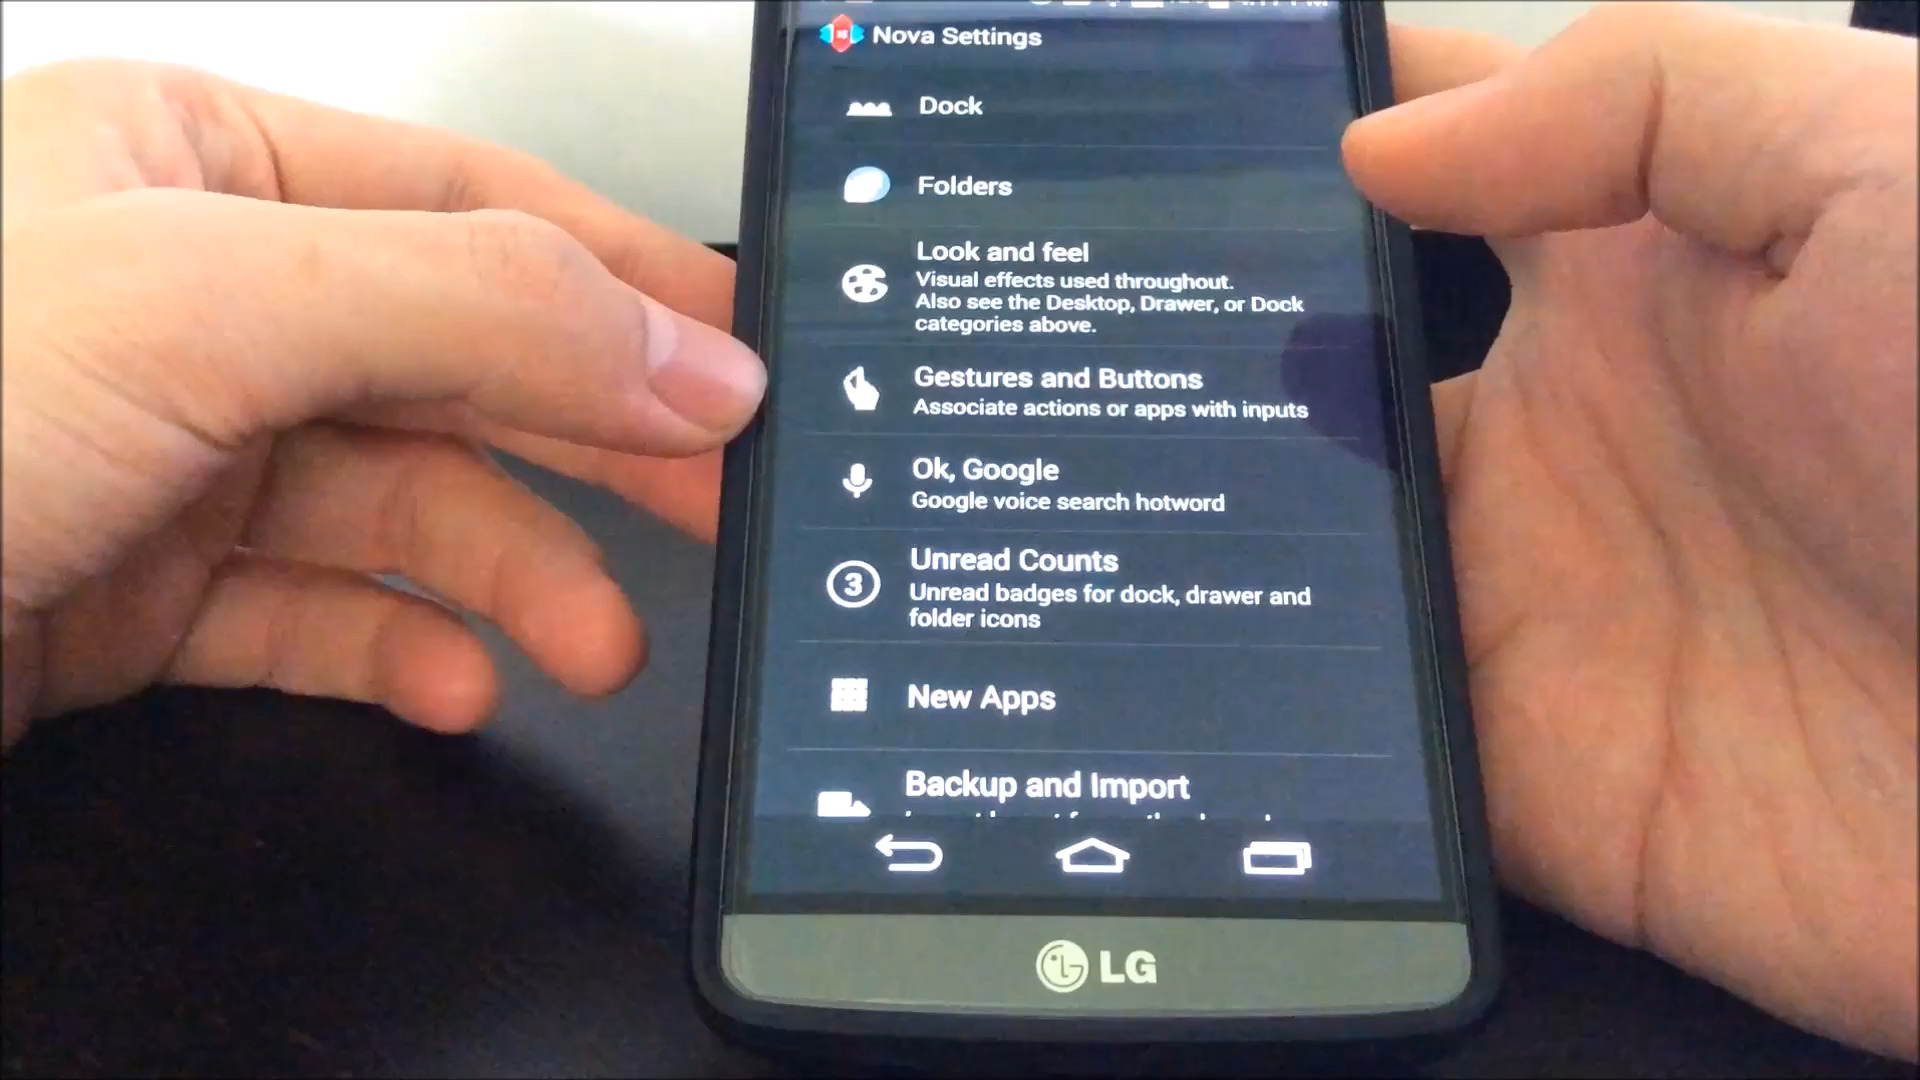 Nova Settings
Dock
Folders
Look and feel
Visual effects used throughout.
Also see the Desktop, Drawer, or Dock
categories above.
Gestures and Buttons
Associate actions or apps with inputs
Ok, Google
Google voice search hotword
Unread Counts
3
Unread badges for dock, drawer and
folder icons
New Apps
Backup and Import
LG